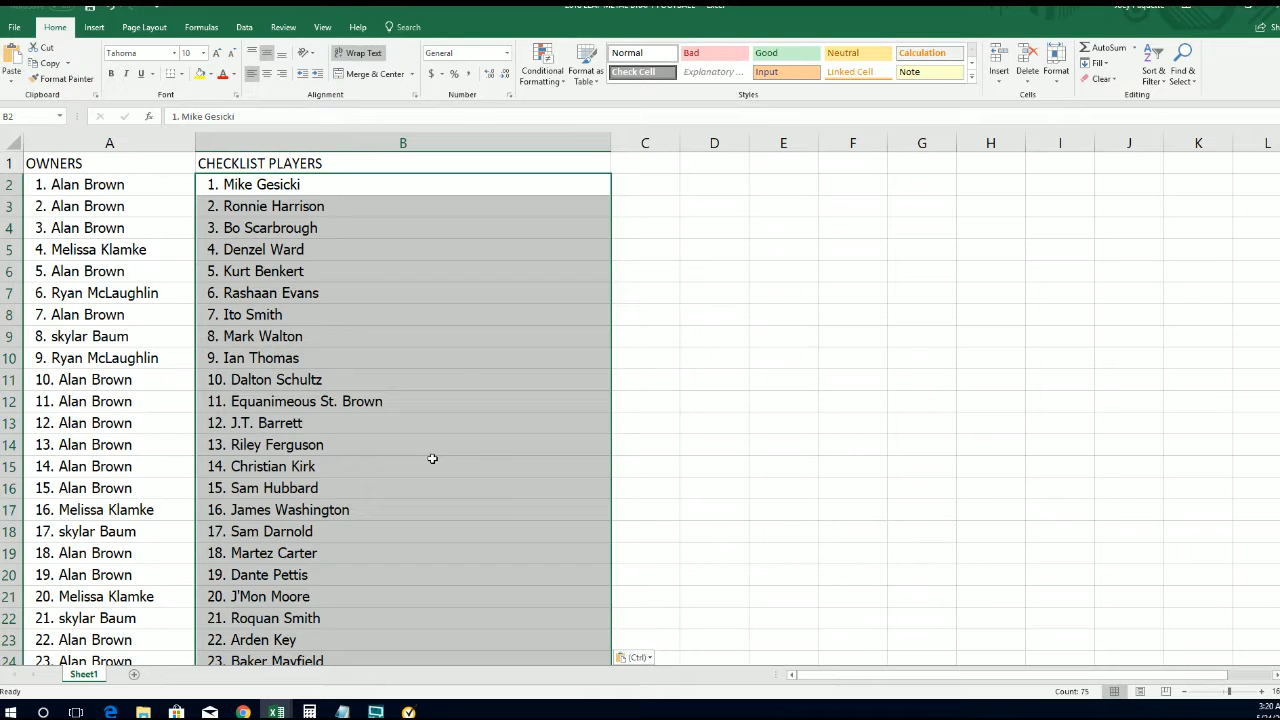 File Home Insert Page Layout Formulas Data Review View Help Search
Cut Tahoma 10 Wrap Text General Normal Bad Good Neutral Calculation AutoSum
Copy Fill
Paste Format Painter Merge & Center Conditional Formatting Format as Table Check Cell Explanatory ... Input Linked Cell Note Insert Delete Format Clear Sort & Filter Find & Select
Clipboard Font Alignment Number Styles Cells Editing
B2 1. Mike Gesicki
A B C D E F G H I J K L
1 OWNERS CHECKLIST PLAYERS
2 1. Alan Brown 1. Mike Gesicki
3 2. Alan Brown 2. Ronnie Harrison
4 3. Alan Brown 3. Bo Scarbrough
5 4. Melissa Klamke 4. Denzel Ward
6 5. Alan Brown 5. Kurt Benkert
7 6. Ryan McLaughlin 6. Rashaan Evans
8 7. Alan Brown 7. Ito Smith
9 8. skylar Baum 8. Mark Walton
10 9. Ryan McLaughlin 9. Ian Thomas
11 10. Alan Brown 10. Dalton Schultz
12 11. Alan Brown 11. Equanimeous St. Brown
13 12. Alan Brown 12. J.T. Barrett
14 13. Alan Brown 13. Riley Ferguson
15 14. Alan Brown 14. Christian Kirk
16 15. Alan Brown 15. Sam Hubbard
17 16. Melissa Klamke 16. James Washington
18 17. skylar Baum 17. Sam Darnold
19 18. Alan Brown 18. Martez Carter
20 19. Alan Brown 19. Dante Pettis
21 20. Melissa Klamke 20. J'Mon Moore
22 21. skylar Baum 21. Roquan Smith
23 22. Alan Brown 22. Arden Key
24 23. Alan Brown 23. Baker Mayfield
(Ctrl)
Sheet1
Ready Count: 75
3:20